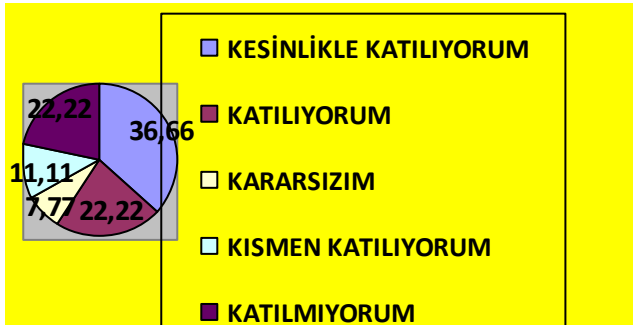 KESİNLİKLE KATILIYORUM
KATILIYORUM
KARARSIZIM
KISMEN KATILIYORUM
KATILMIYORUM
22,22
36,66
11,11
7,77
22,22